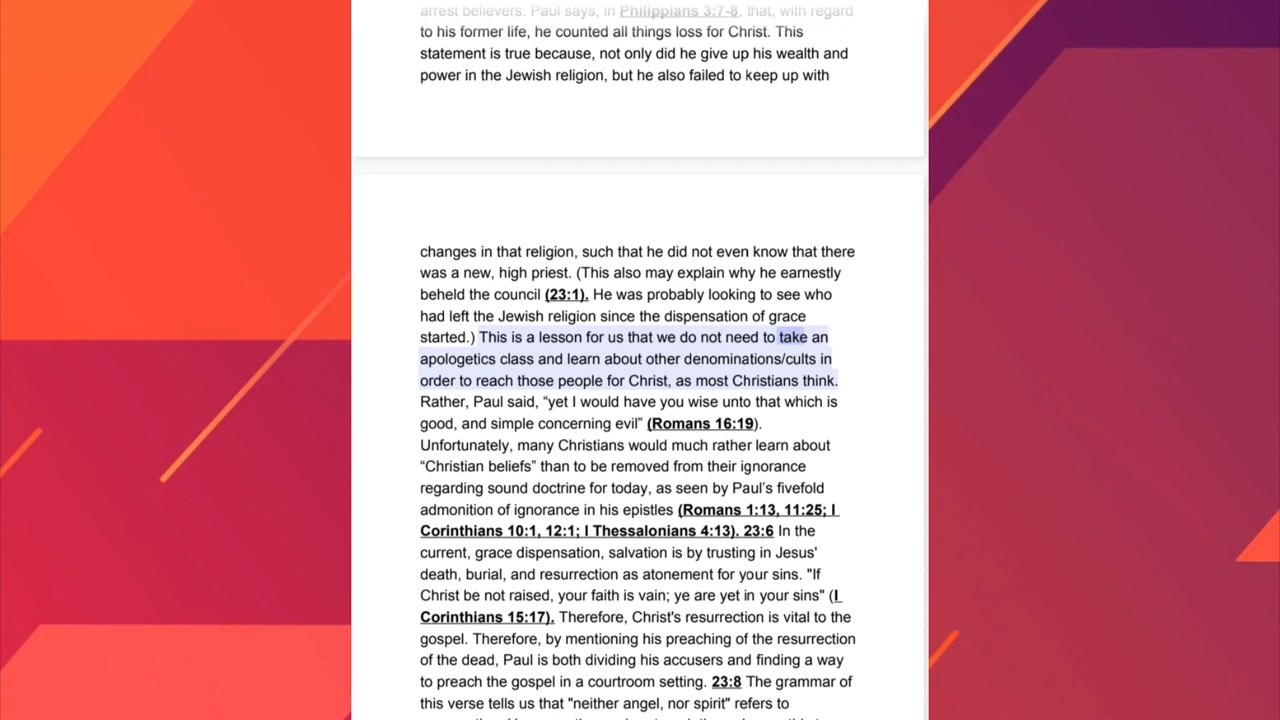 arrest believers. Paul says, in Philippians 3:7-8, that, with regard
to his former life, he counted all things loss for Christ. This
statement is true because, not only did he give up his wealth and
power in the Jewish religion, but he also failed to keep up with
changes in that religion, such that he did not even know that there
was a new, high priest. (This also may explain why he earnestly
beheld the council (23:1). He was probably looking to see who
had left the Jewish religion since the dispensation of grace
started.) This is a lesson for us that we do not need to take an
apologetics class and learn about other denominations/cults in
order to reach those people for Christ, as most Christians think.
Rather, Paul said, “yet I would have you wise unto that which is
good, and simple concerning evil” (Romans 16:19).
Unfortunately, many Christians would much rather learn about
“Christian beliefs” than to be removed from their ignorance
regarding sound doctrine for today, as seen by Paul’s fivefold
admonition of ignorance in his epistles (Romans 1:13, 11:25; I
Corinthians 10:1, 12:1; I Thessalonians 4:13). 23:6 In the
current, grace dispensation, salvation is by trusting in Jesus'
death, burial, and resurrection as atonement for your sins. "If
Christ be not raised, your faith is vain; ye are yet in your sins" (I
Corinthians 15:17). Therefore, Christ's resurrection is vital to the
gospel. Therefore, by mentioning his preaching of the resurrection
of the dead, Paul is both dividing his accusers and finding a way
to preach the gospel in a courtroom setting. 23:8 The grammar of
this verse tells us that "neither angel, nor spirit" refers to